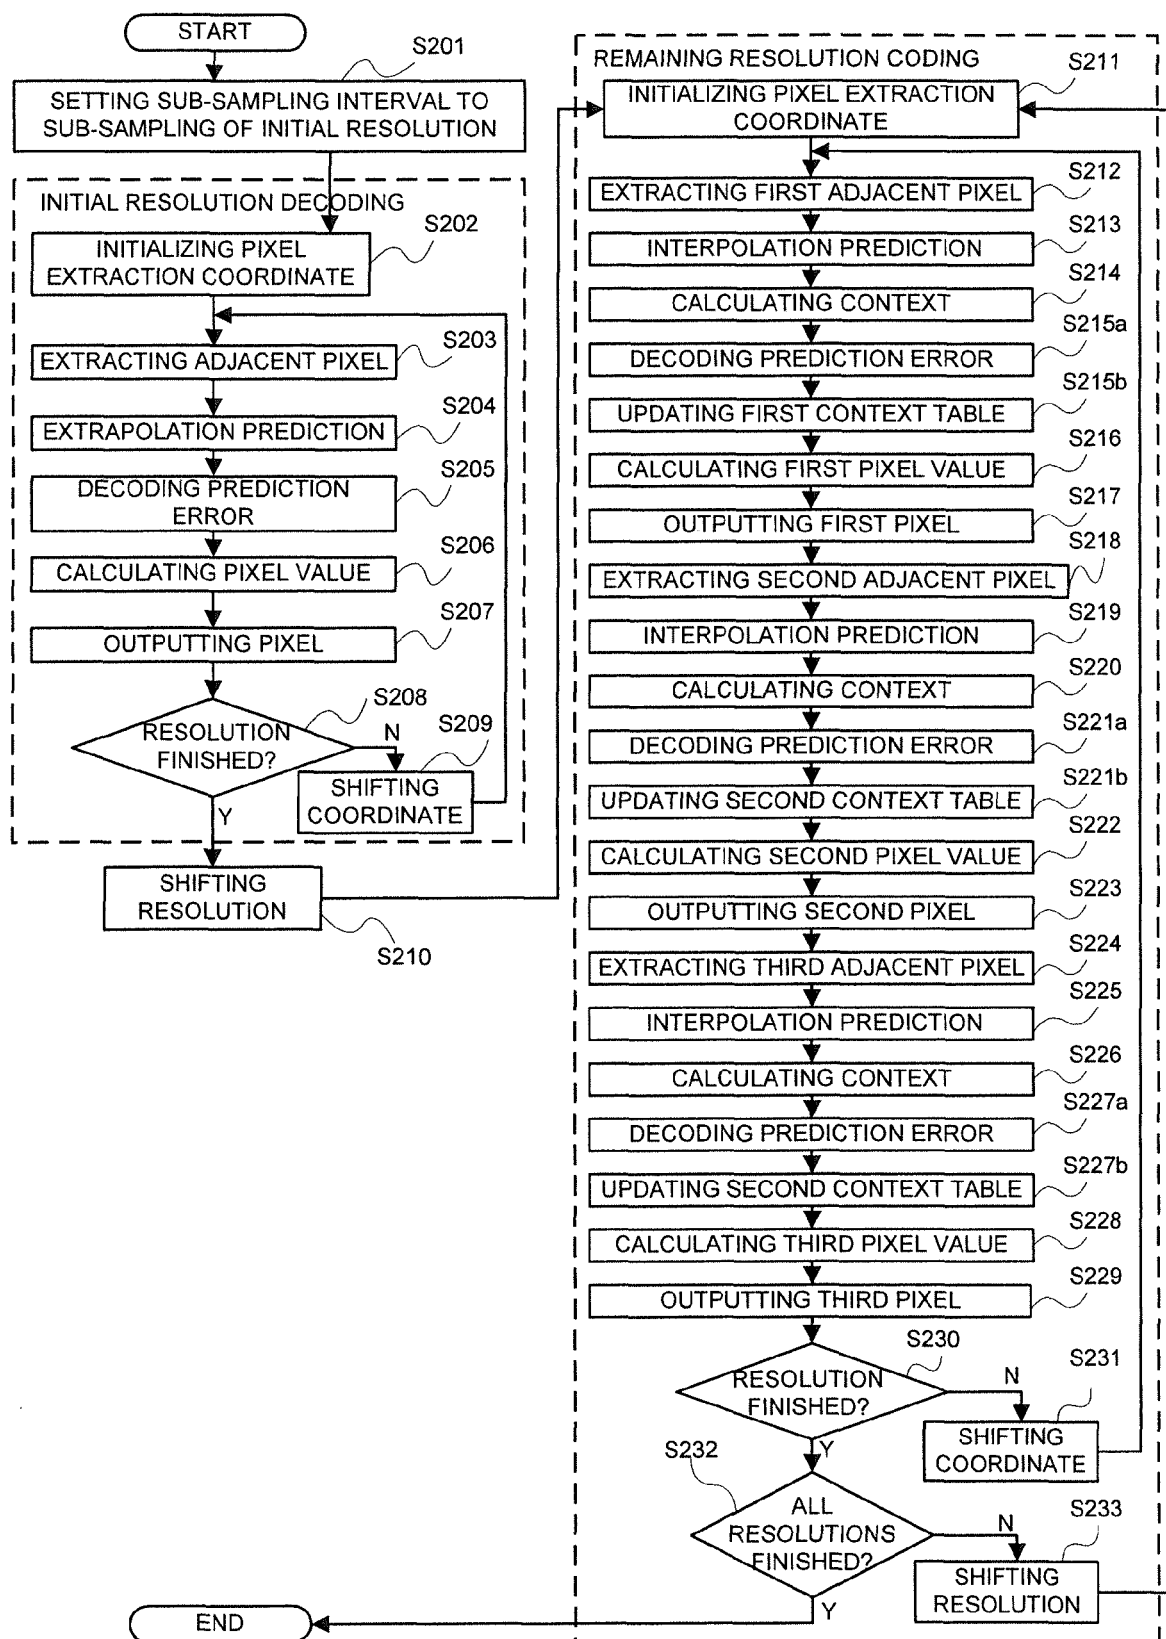 START
S201
SETTING SUB-SAMPLING INTERVAL TO
SUB-SAMPLING OF INITIAL RESOLUTION
INITIAL RESOLUTION DECODING
S202
INITIALIZING PIXEL
EXTRACTION COORDINATE
S203
EXTRACTING ADJACENT PIXEL
S204
EXTRAPOLATION PREDICTION
S205
DECODING PREDICTION
ERROR
S206
CALCULATING PIXEL VALUE
S207
OUTPUTTING PIXEL
S208
RESOLUTION
FINISHED?
N
S209
SHIFTING
COORDINATE
Y
SHIFTING
RESOLUTION
S210
REMAINING RESOLUTION CODING
S211
INITIALIZING PIXEL EXTRACTION
COORDINATE
S212
EXTRACTING FIRST ADJACENT PIXEL
S213
INTERPOLATION PREDICTION
S214
CALCULATING CONTEXT
S215a
DECODING PREDICTION ERROR
S215b
UPDATING FIRST CONTEXT TABLE
S216
CALCULATING FIRST PIXEL VALUE
S217
OUTPUTTING FIRST PIXEL
S218
EXTRACTING SECOND ADJACENT PIXEL
S219
INTERPOLATION PREDICTION
S220
CALCULATING CONTEXT
S221a
DECODING PREDICTION ERROR
S221b
UPDATING SECOND CONTEXT TABLE
S222
CALCULATING SECOND PIXEL VALUE
S223
OUTPUTTING SECOND PIXEL
S224
EXTRACTING THIRD ADJACENT PIXEL
S225
INTERPOLATION PREDICTION
S226
CALCULATING CONTEXT
S227a
DECODING PREDICTION ERROR
S227b
UPDATING SECOND CONTEXT TABLE
S228
CALCULATING THIRD PIXEL VALUE
S229
OUTPUTTING THIRD PIXEL
S230
RESOLUTION
FINISHED?
N
S231
SHIFTING
COORDINATE
Y
S232
ALL
RESOLUTIONS
FINISHED?
N
S233
SHIFTING
RESOLUTION
Y
END